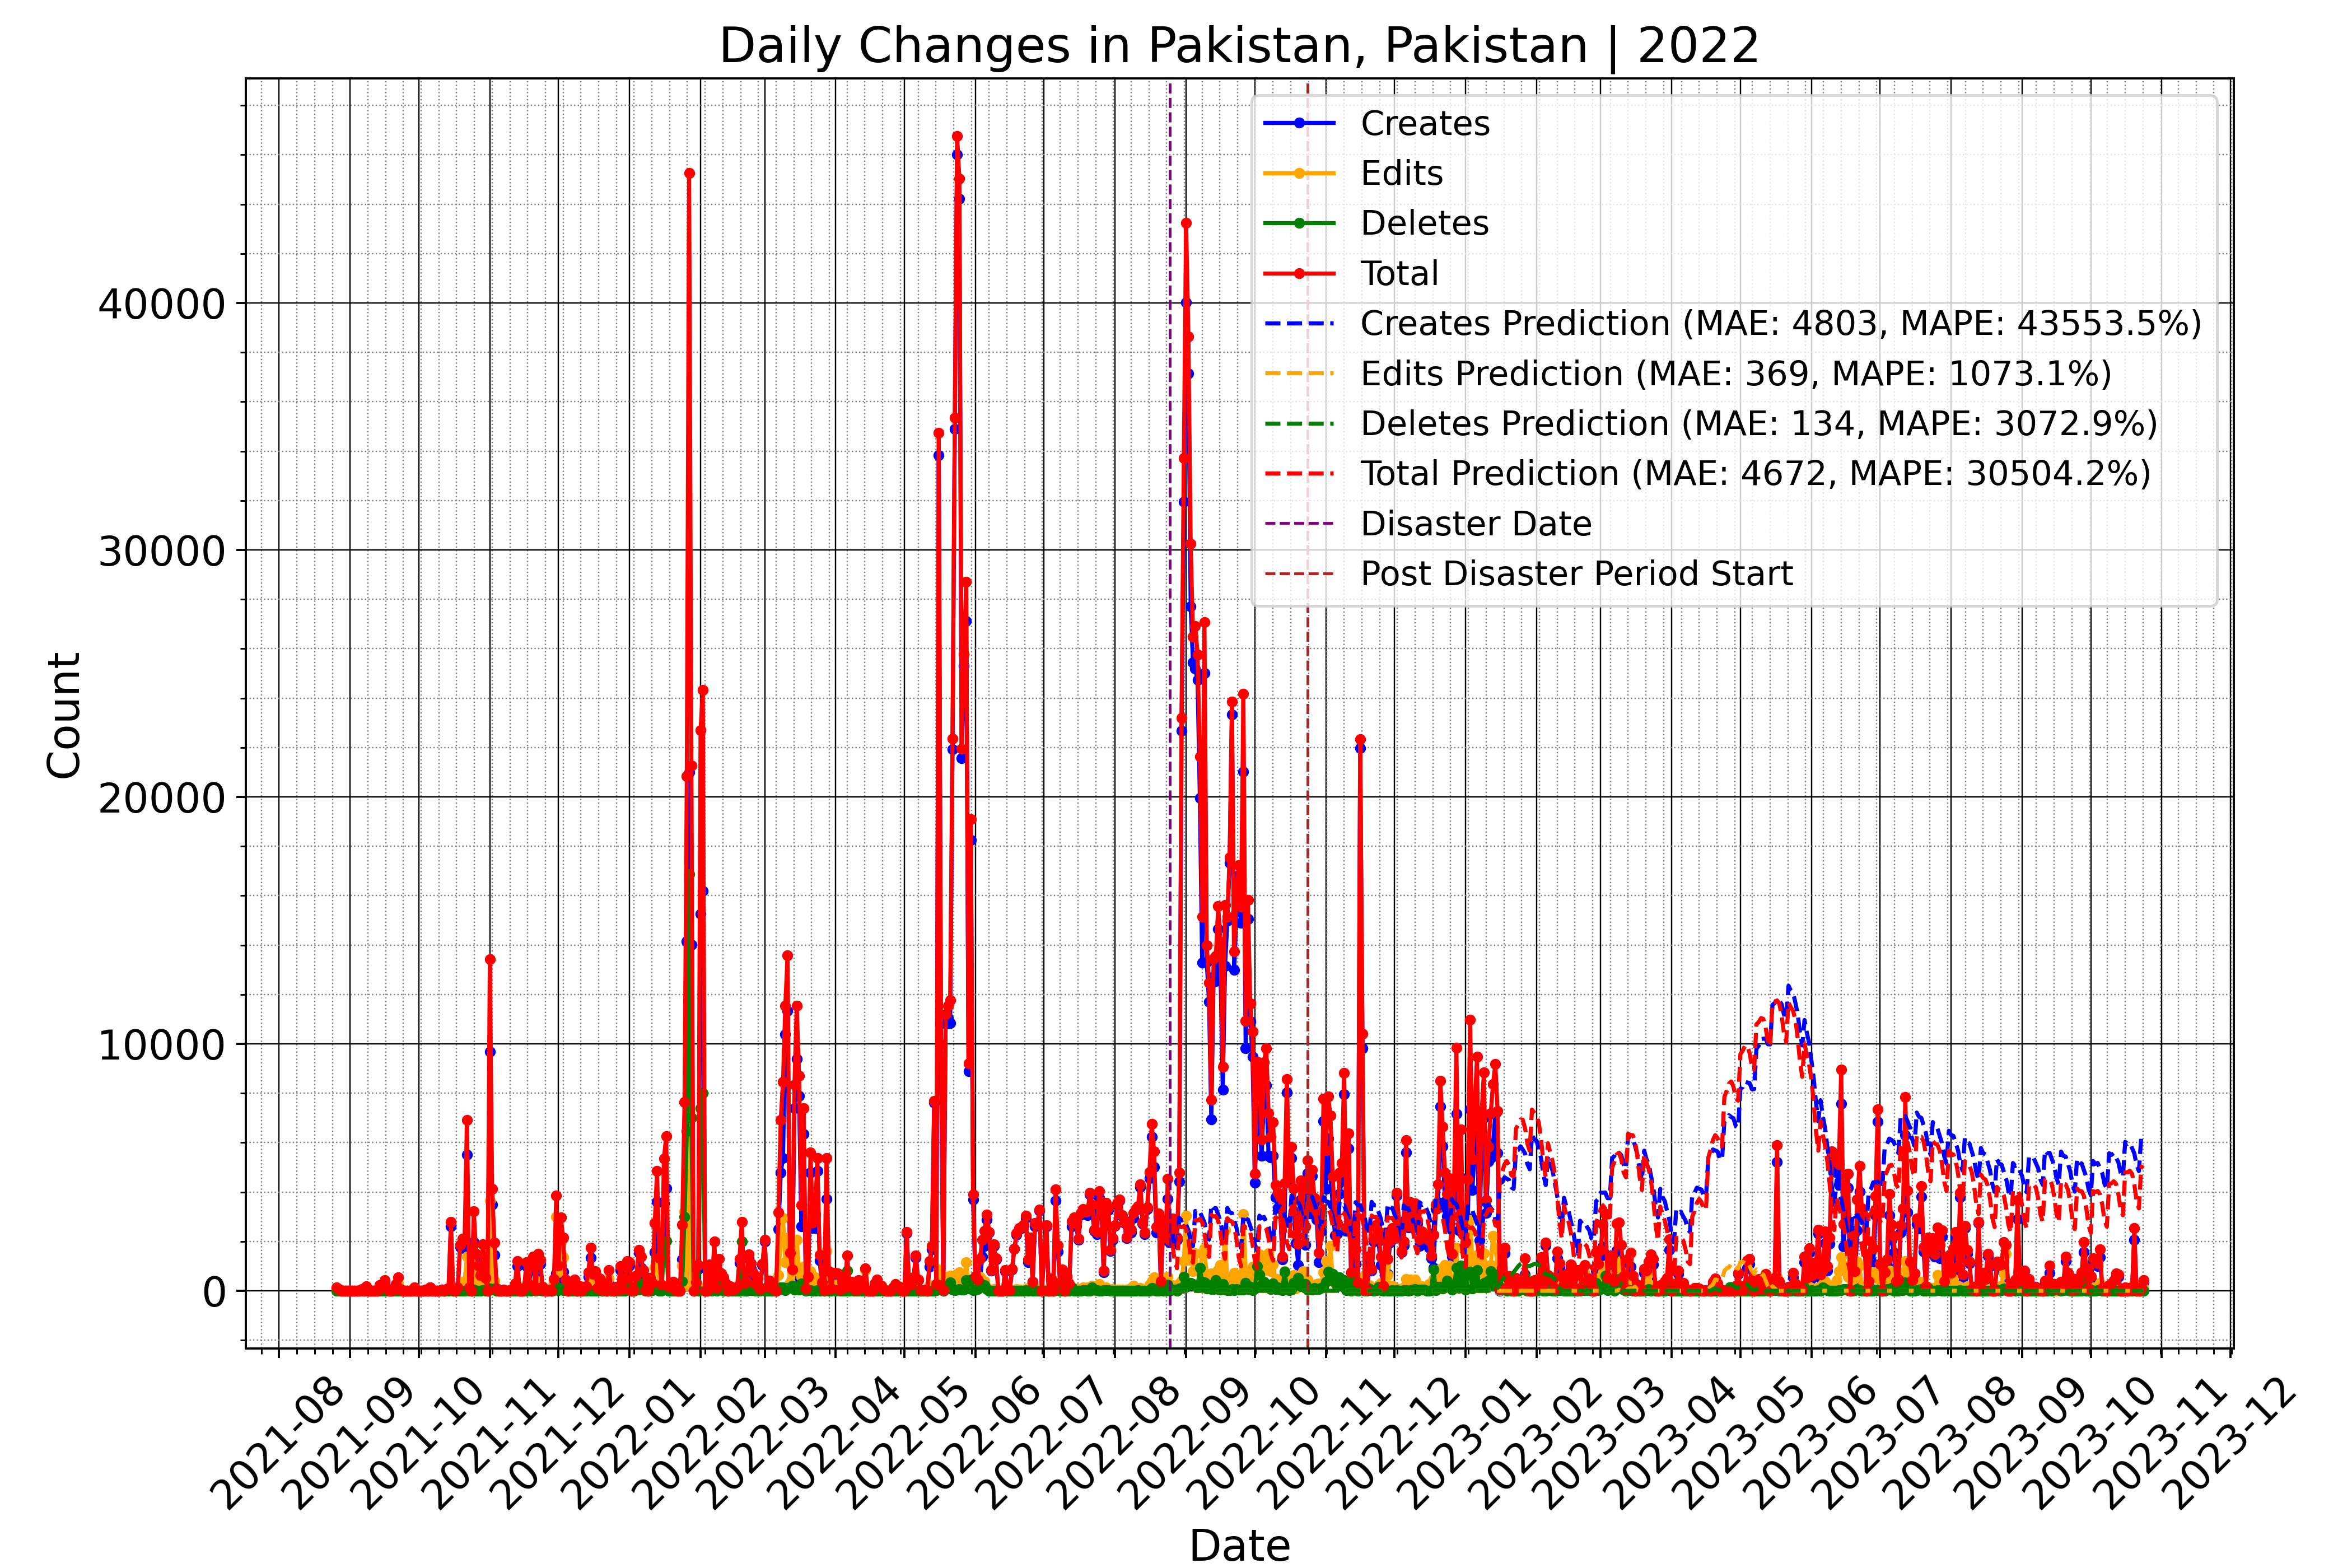 Daily Changes in Pakistan, Pakistan | 2022
Creates
Edits
Deletes
Total
Creates Prediction (MAE: 4803, MAPE: 43553.5%)
Edits Prediction (MAE: 369, MAPE: 1073.1%)
Deletes Prediction (MAE: 134, MAPE: 3072.9%)
Total Prediction (MAE: 4672, MAPE: 30504.2%)
Disaster Date
Post Disaster Period Start
Count
40000
30000
20000
10000
0
2021-08
2021-09
2021-10
2021-11
2021-12
2022-01
2022-02
2022-03
2022-04
2022-05
2022-06
2022-07
2022-08
2022-09
2022-10
2022-11
2022-12
2023-01
2023-02
2023-03
2023-04
2023-05
2023-06
2023-07
2023-08
2023-09
2023-10
2023-11
2023-12
Date